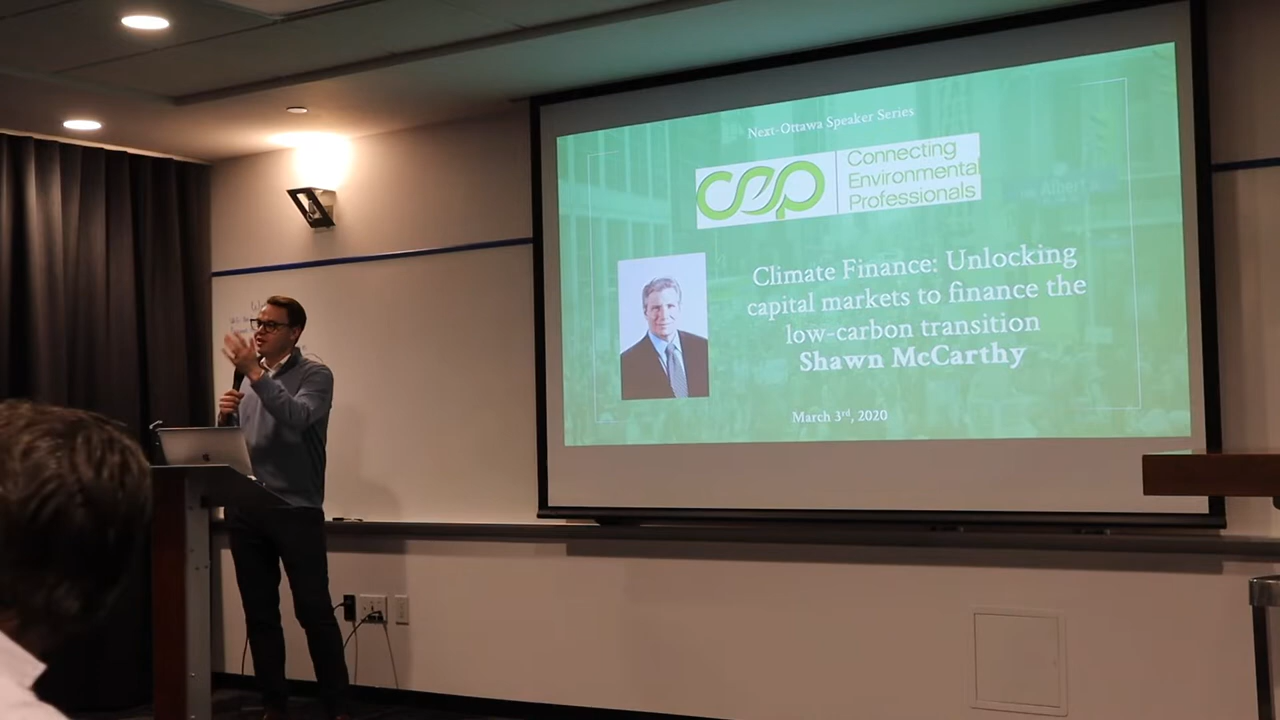 Next-Ottawa Speaker Series
cep
Connecting
Environmental
Professionals
Climate Finance: Unlocking
capital markets to finance the
low-carbon transition
Shawn McCarthy
March 3rd, 2020